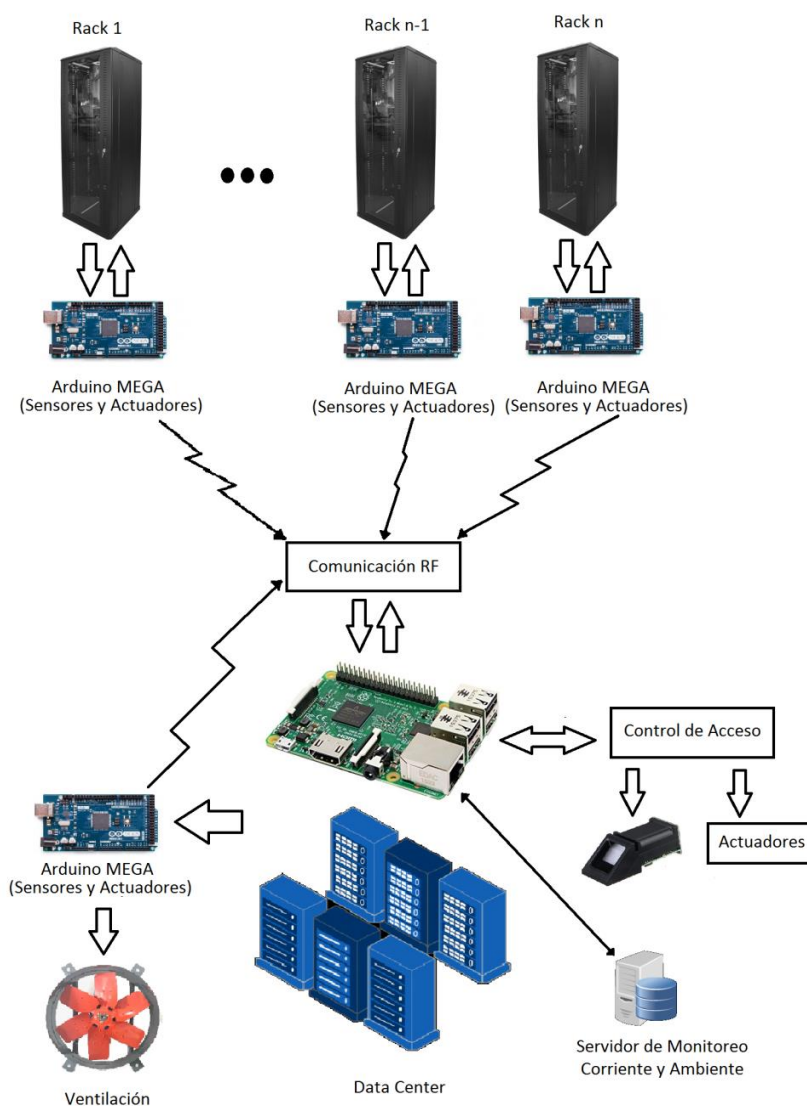 Rack 1
Rack n-1
Rack n
Arduino MEGA
(Sensores y Actuadores)
Arduino MEGA
(Sensores y Actuadores)
Arduino MEGA
(Sensores y Actuadores)
Comunicación RF
Control de Acceso
Actuadores
Arduino MEGA
(Sensores y Actuadores)
Ventilación
Data Center
Servidor de Monitoreo
Corriente y Ambiente